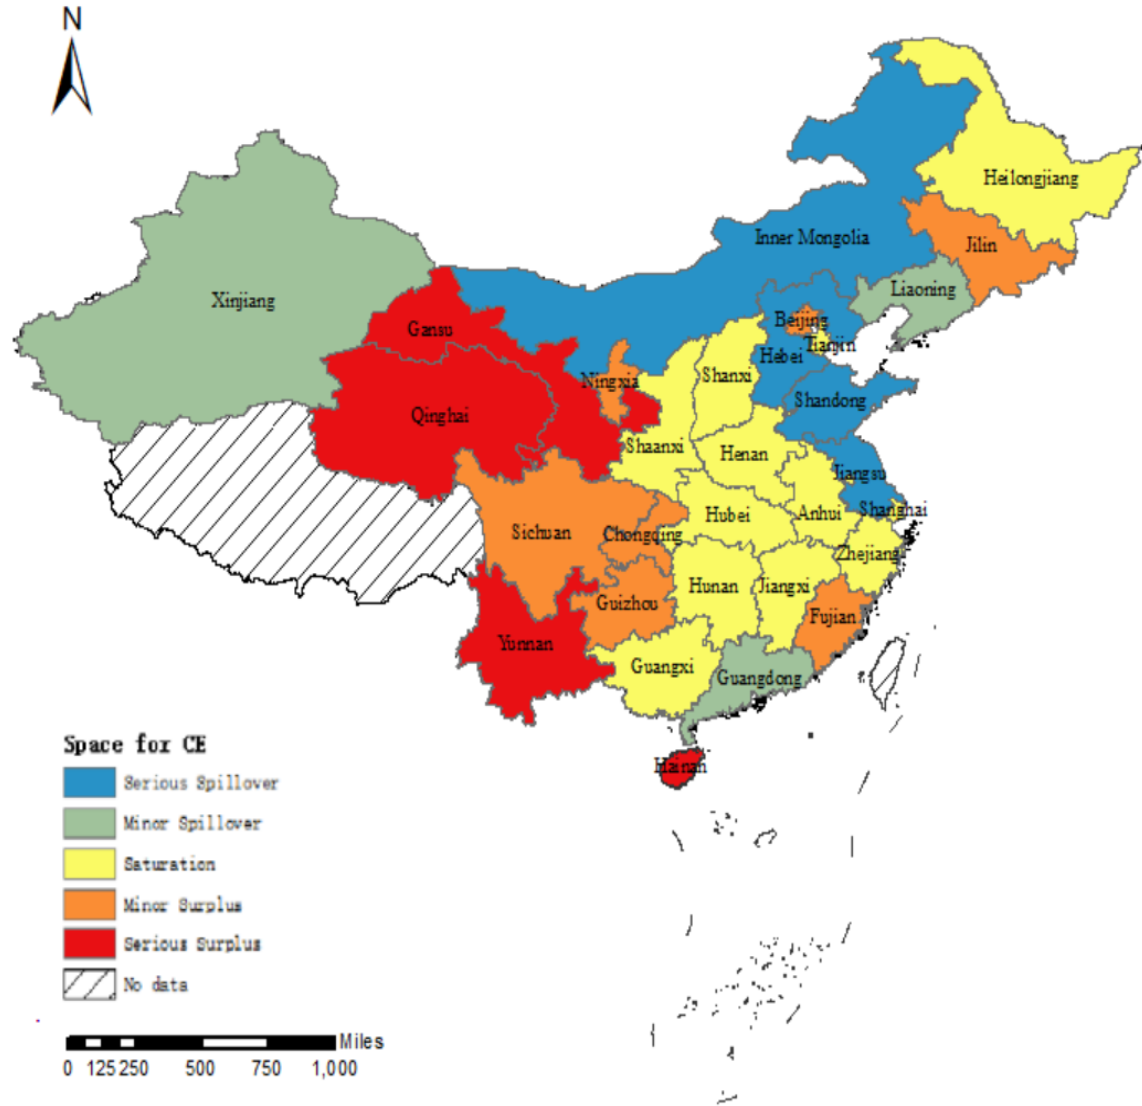 N
Heilongjiang
Inner Mongolia
Jilin
Xinjiang
Liaoning
Gansu
Beijing
Tianjin
Hebei
Ningxia
Shanxi
Shandong
Qinghai
Shaanxi
Henan
Jiangsu
Sichuan
Chongqing
Hubei
Anhui
Shanghai
Zhejiang
Hunan
Jiangxi
Guizhou
Fujian
Yunnan
Guangxi
Guangdong
Hainan
Space for CE
Serious Spillover
Minor Spillover
Saturation
Minor Surplus
Serious Surplus
No data
Miles
0 125 250 500 750 1,000